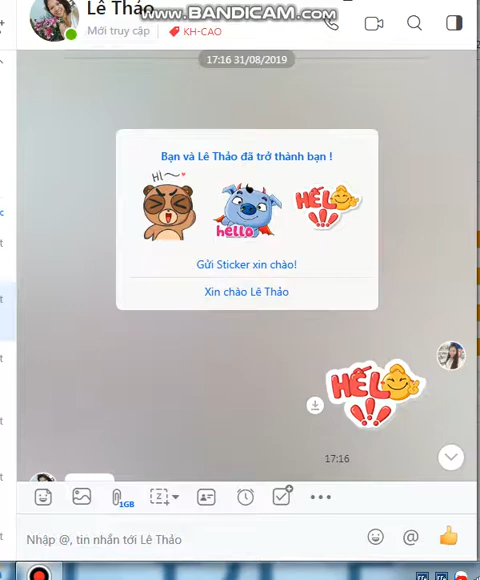 Lê Thảo
www.BANDICAM.com
Mới truy cập
KH-CAO
17:16 31/08/2019
Bạn và Lê Thảo đã trở thành bạn !
HI~
hello
HẾLÔ
!!!
Gửi Sticker xin chào!
Xin chào Lê Thảo
HẾLÔ
!!!
17:16
1GB
Nhập @, tin nhắn tới Lê Thảo